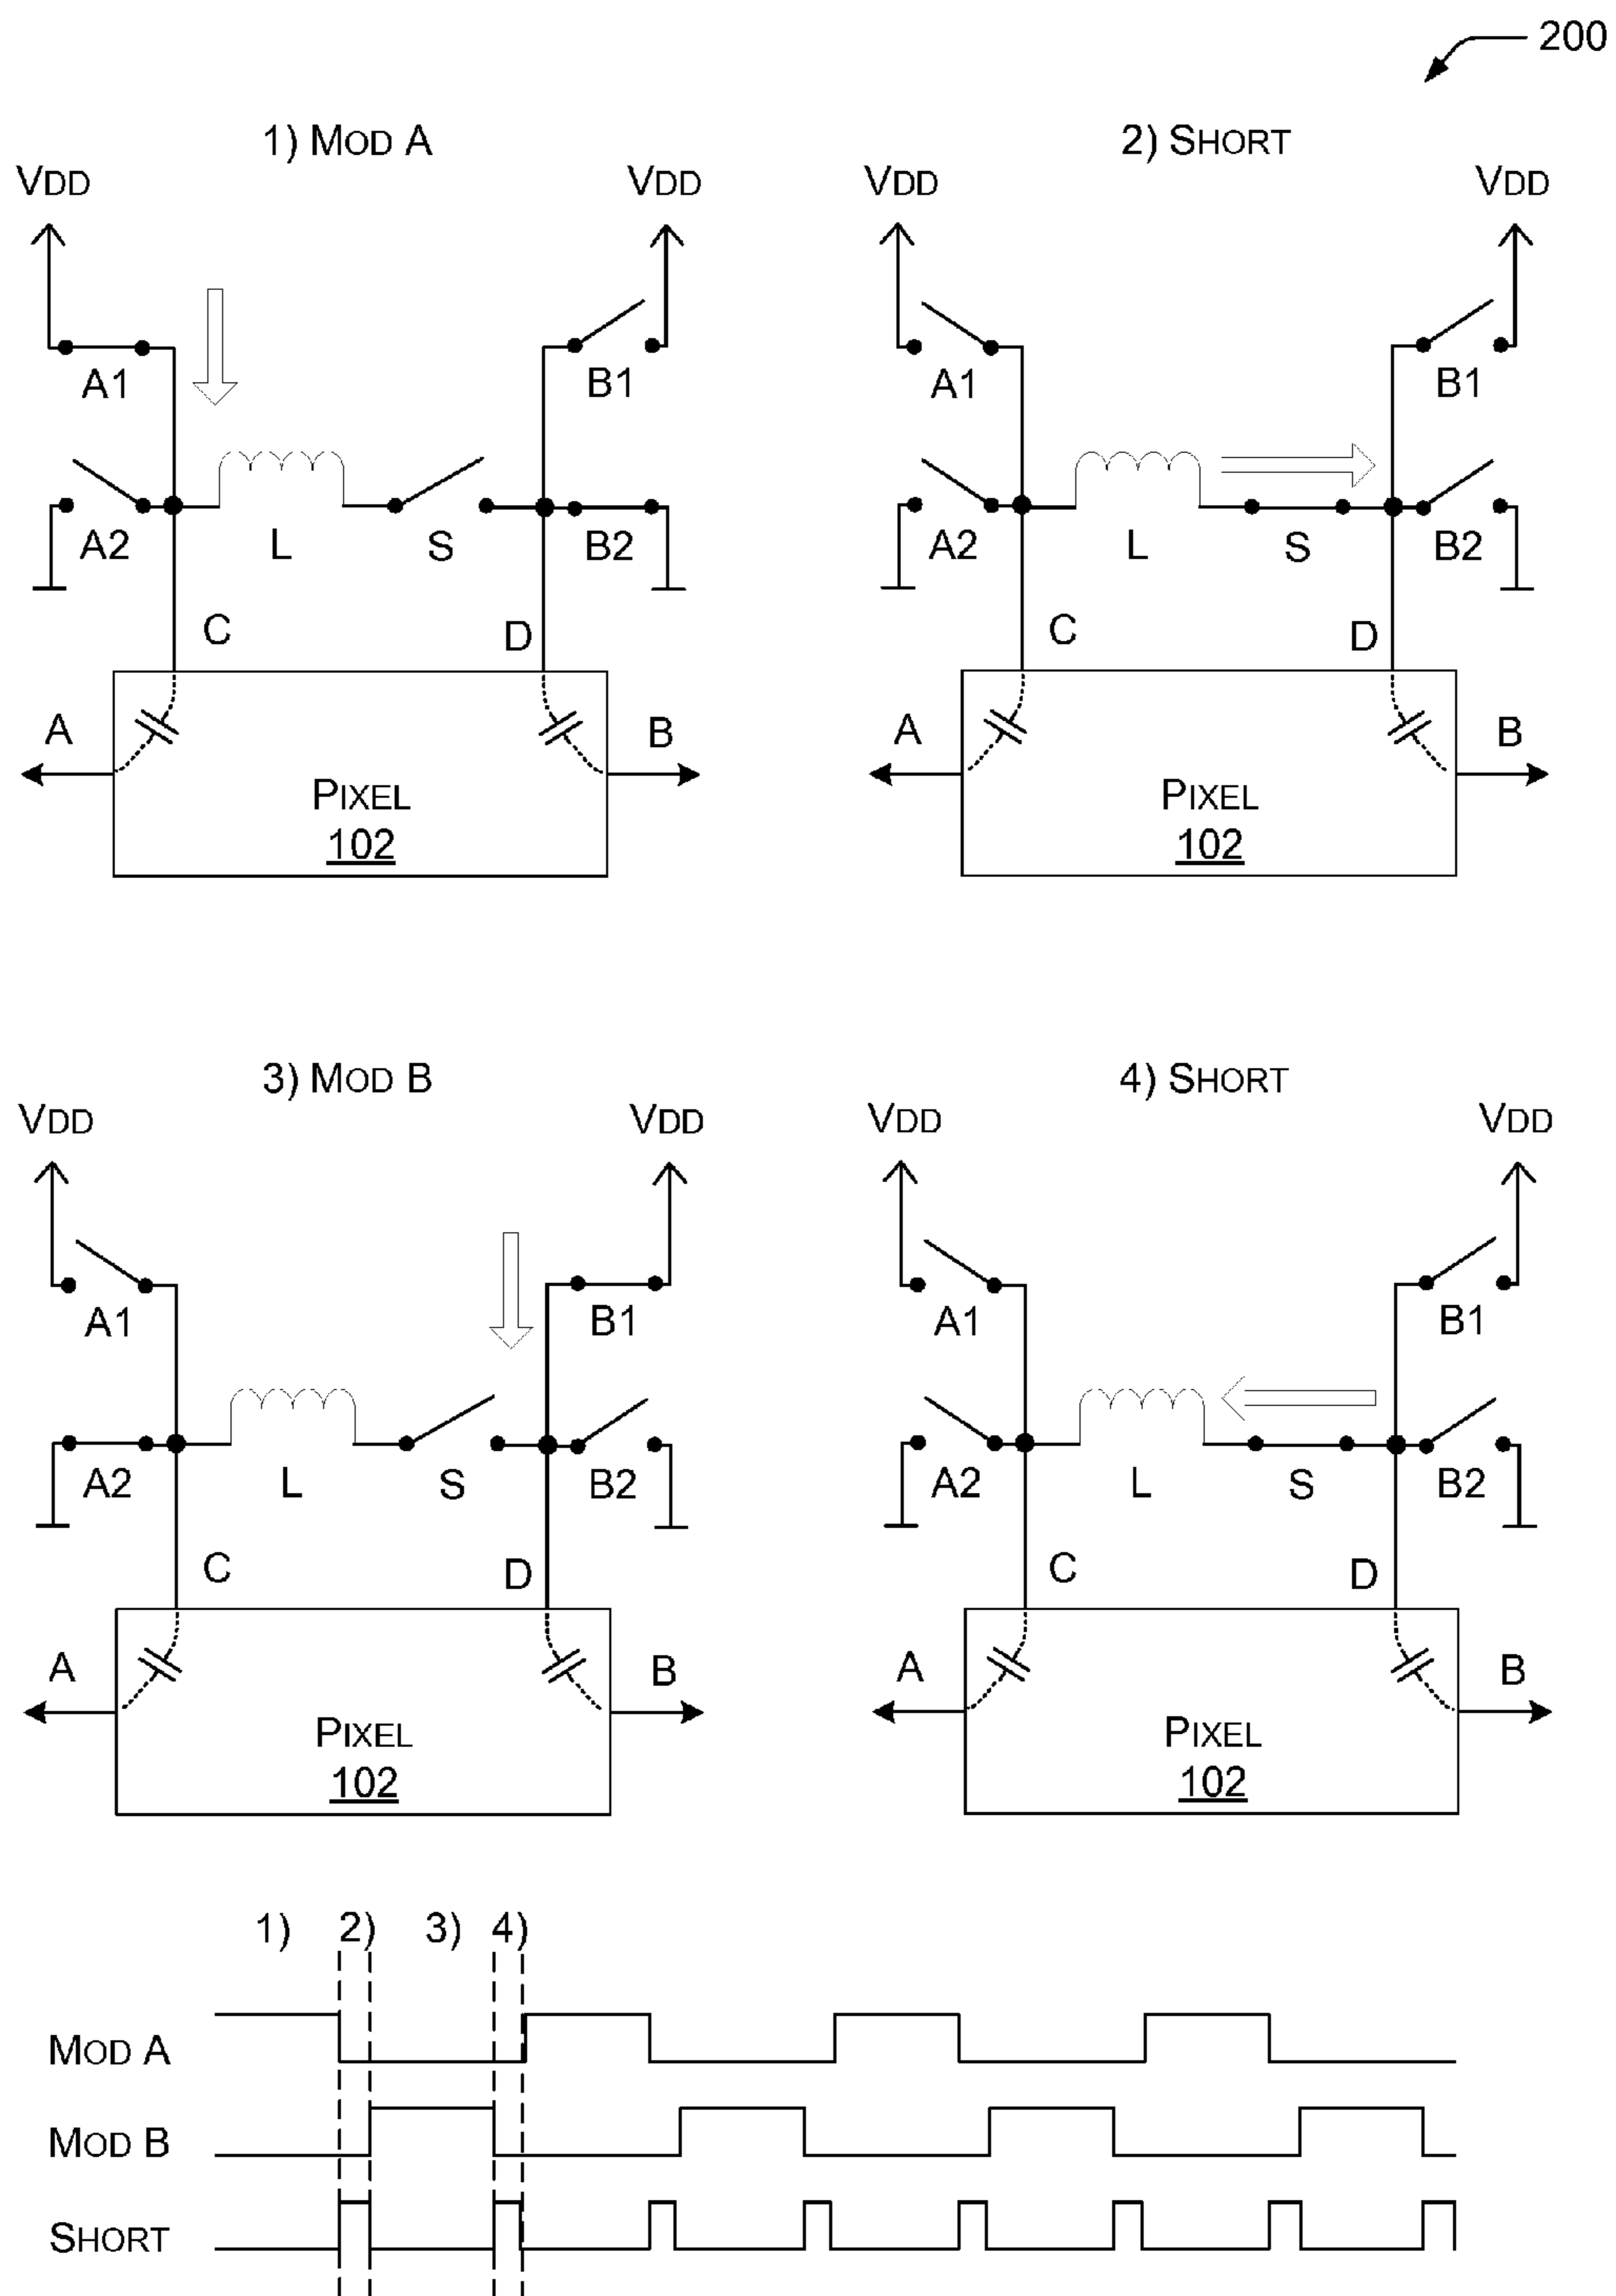 200
1) MOD A
VDD
VDD
A1
B1
A2
L
S
B2
C
D
A
B
PIXEL
102
2) SHORT
VDD
VDD
A1
B1
A2
L
S
B2
C
D
A
B
PIXEL
102
3) MOD B
VDD
VDD
A1
B1
A2
L
S
B2
C
D
A
B
PIXEL
102
4) SHORT
VDD
VDD
A1
B1
A2
L
S
B2
C
D
A
B
PIXEL
102
1) 2) 3) 4)
MOD A
MOD B
SHORT